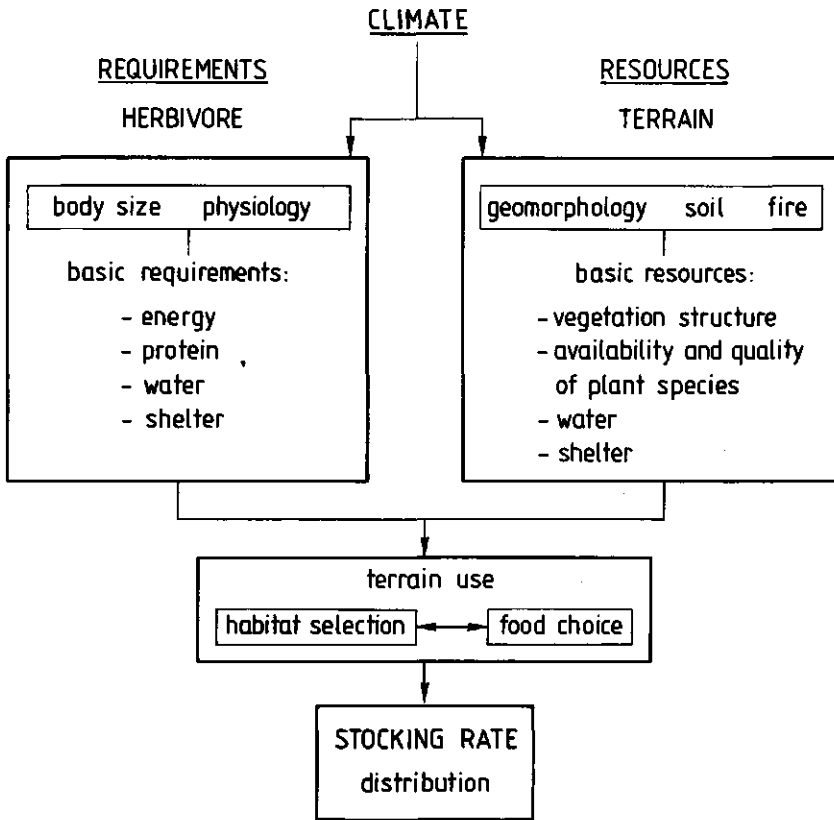 CLIMATE
REQUIREMENTS
HERBIVORE
RESOURCES
TERRAIN
body size physiology
basic requirements:
- energy
- protein
- water
- shelter
geomorphology soil fire
basic resources:
- vegetation structure
- availability and quality
of plant species
- water
- shelter
terrain use
habitat selection
food choice
STOCKING RATE
distribution